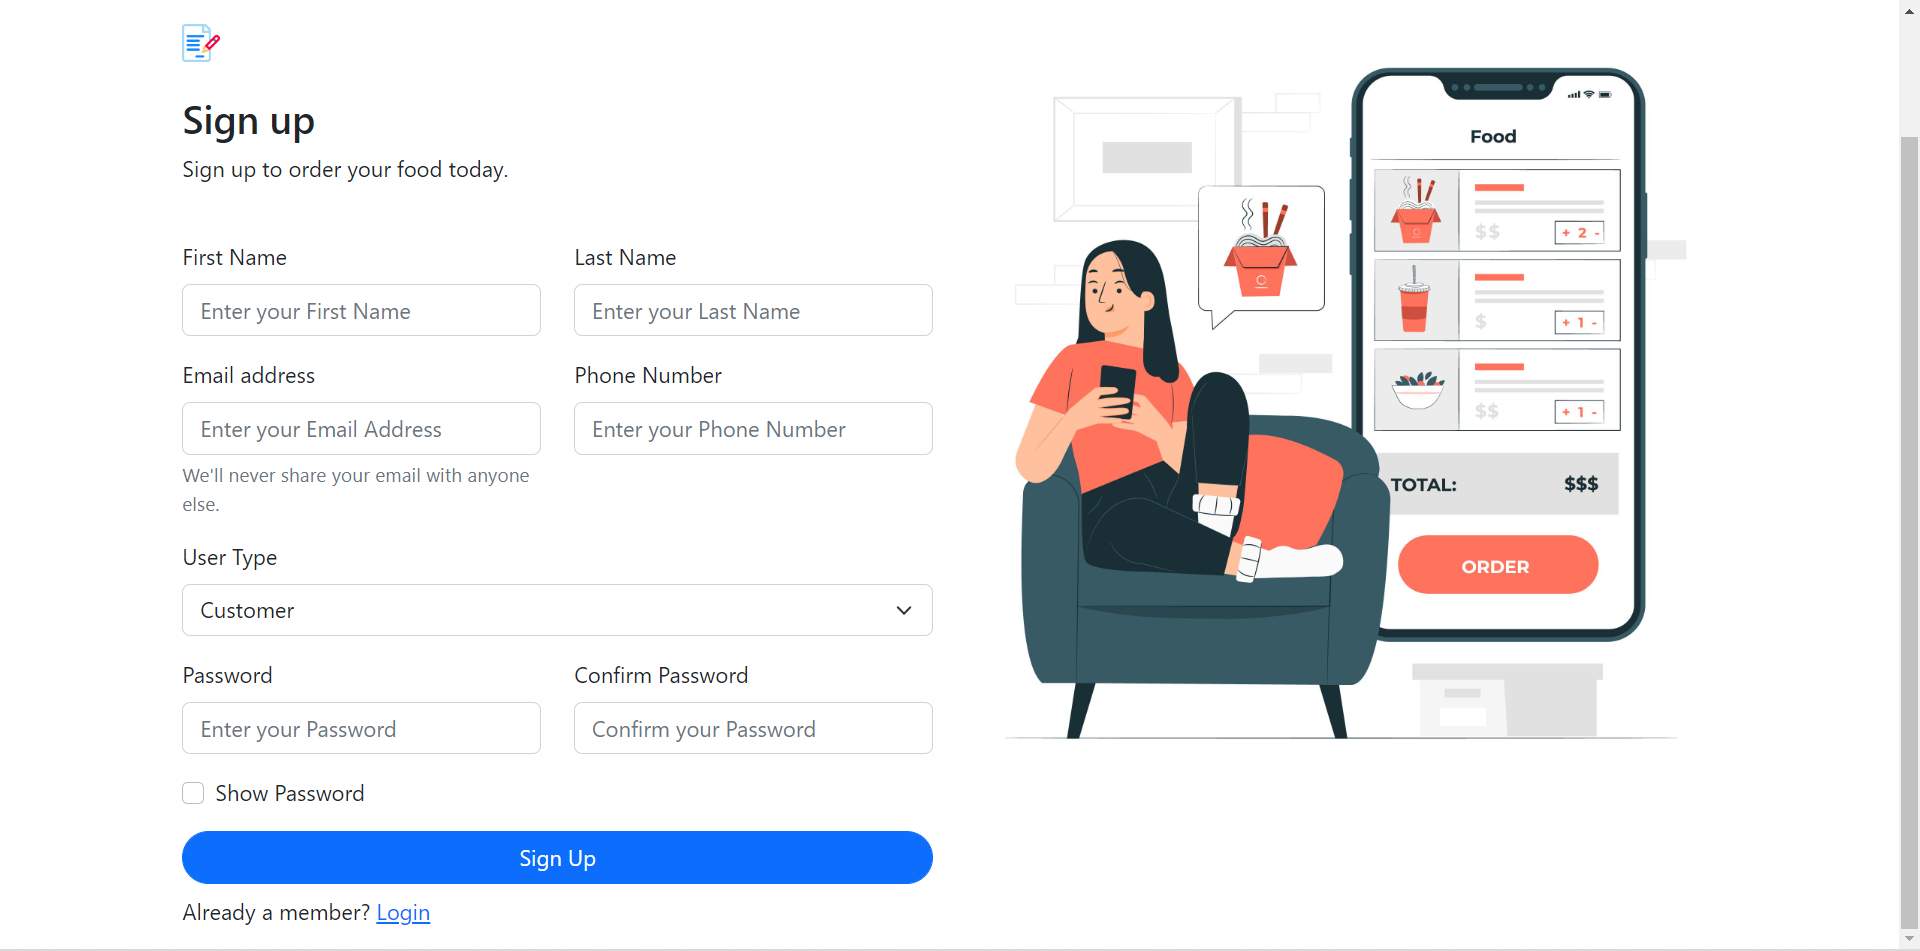 Sign up
Sign up to order your food today.
First Name
Last Name
Enter your First Name
Enter your Last Name
Email address
Phone Number
Enter your Email Address
Enter your Phone Number
We'll never share your email with anyone
else.
User Type
Customer
Password
Confirm Password
Enter your Password
Confirm your Password
Show Password
Sign Up
Already a member? Login
Food
$$
+ 2 -
$
+ 1 -
$$
+ 1 -
TOTAL: $$$
ORDER